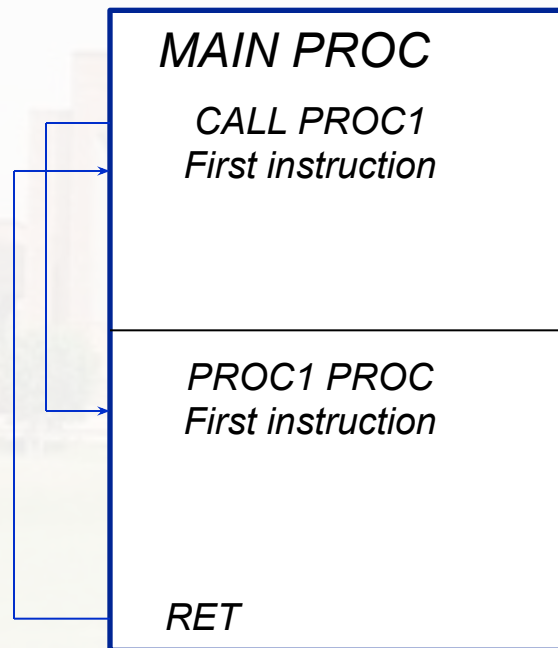 MAIN PROC
CALL PROC1
First instruction
PROC1 PROC
First instruction
RET